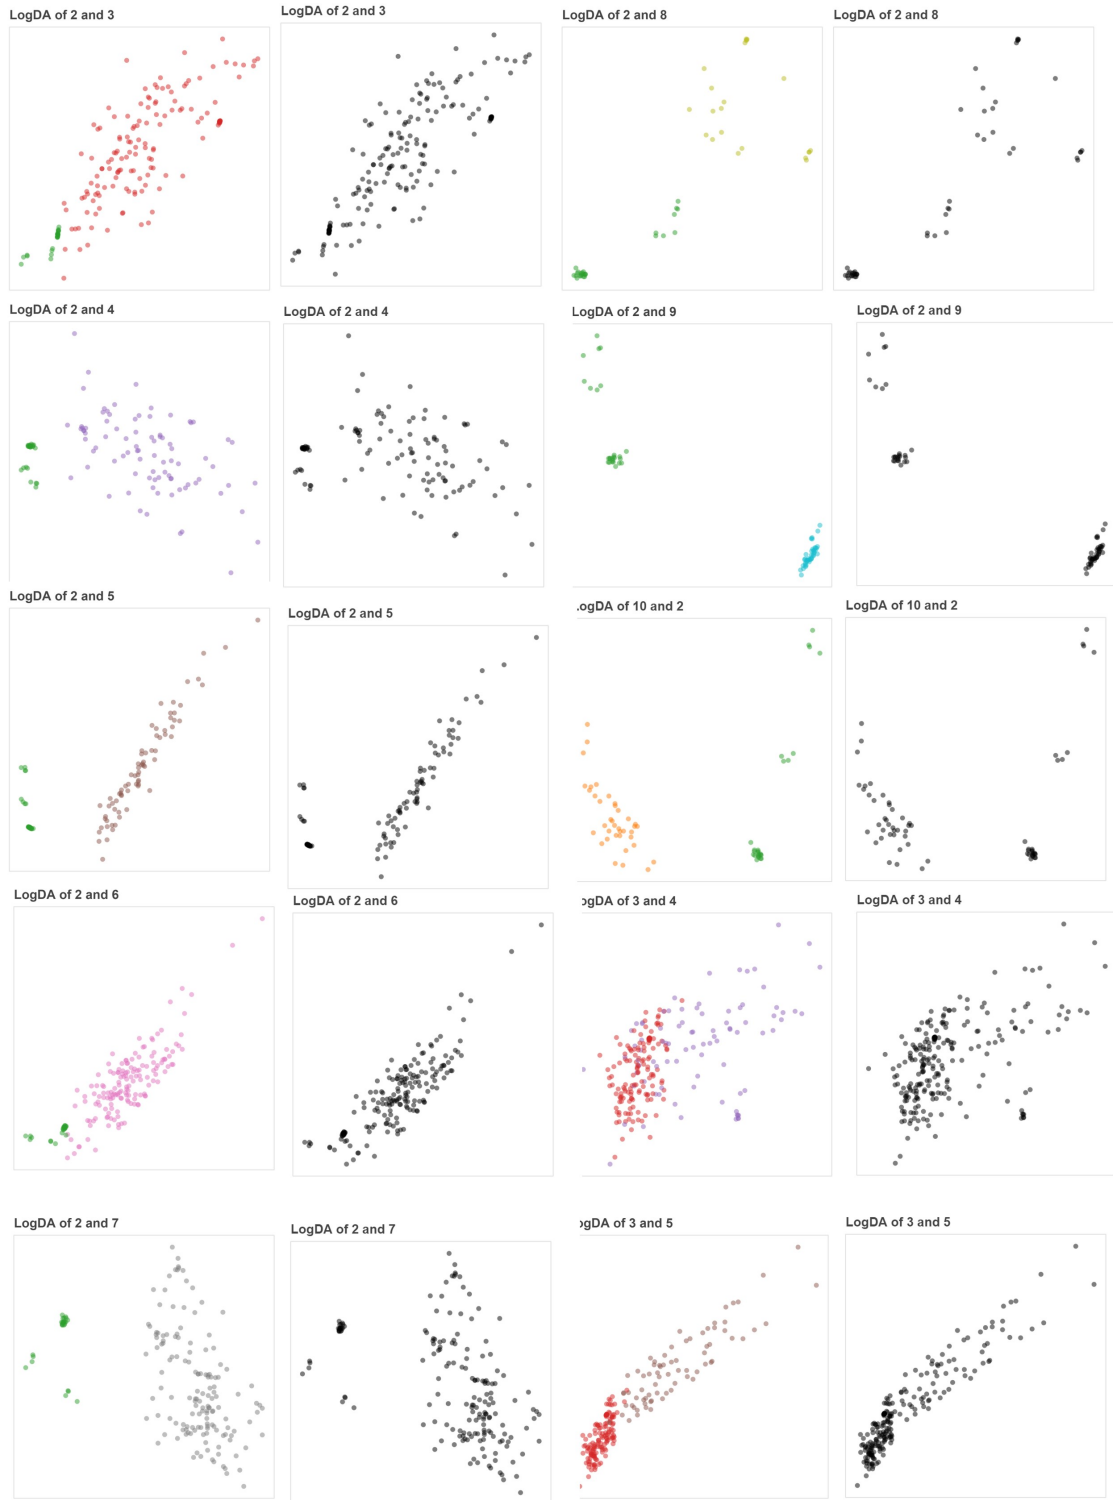 LogDA of 2 and 3
LogDA of 2 and 3
LogDA of 2 and 8
LogDA of 2 and 8
LogDA of 2 and 4
LogDA of 2 and 4
LogDA of 2 and 9
LogDA of 2 and 9
LogDA of 2 and 5
LogDA of 2 and 5
.ogDA of 10 and 2
LogDA of 10 and 2
LogDA of 2 and 6
LogDA of 2 and 6
ogDA of 3 and 4
LogDA of 3 and 4
LogDA of 2 and 7
LogDA of 2 and 7
ogDA of 3 and 5
LogDA of 3 and 5